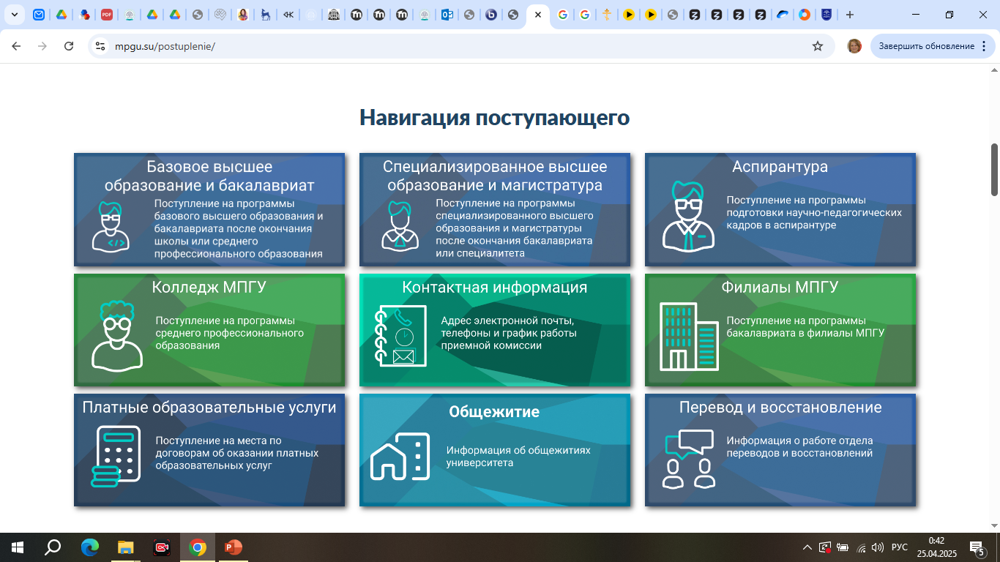 mpgu.su/postuplenie/
Завершить обновление
Навигация поступающего
Базовое высшее
образование и бакалавриат
Поступление на программы
базового высшего образования и
бакалавриата после окончания
школы или среднего
профессионального образования
Специализированное высшее
образование и магистратура
Поступление на программы
специализированного высшего
образования и магистратуры
после окончания бакалавриата
или специалитета
Аспирантура
Поступление на программы
подготовки научно-педагогических
кадров в аспирантуре
Колледж МПГУ
Поступление на программы
среднего профессионального
образования
Контактная информация
Адрес электронной почты,
телефоны и график работы
приемной комиссии
Филиалы МПГУ
Поступление на программы
бакалавриата в филиалы МПГУ
Платные образовательные услуги
Поступление на места по
договорам об оказании платных
образовательных услуг
Общежитие
Информация об общежитиях
университета
Перевод и восстановление
Информация о работе отдела
переводов и восстановлений
РУС
0:42
25.04.2025
5